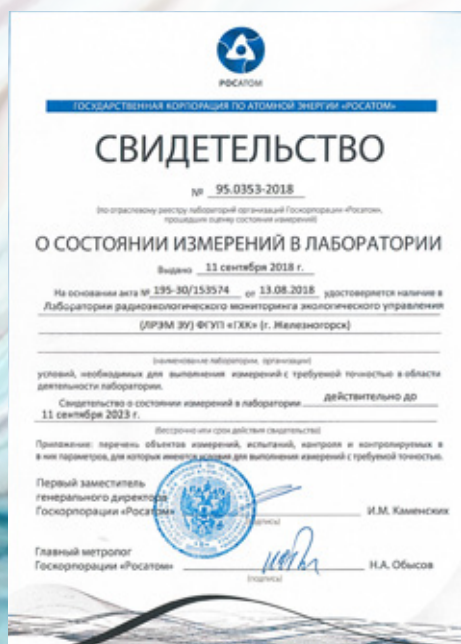 РОСАТОМ
ГОСУДАРСТВЕННАЯ КОРПОРАЦИЯ ПО АТОМНОЙ ЭНЕРГИИ «РОСАТОМ»
СВИДЕТЕЛЬСТВО
№ 95.0353-2018
(по отраслевому реестру лабораторий организаций Госкорпорации «Росатом»,
прошедших оценку состояния измерений)
О СОСТОЯНИИ ИЗМЕРЕНИЙ В ЛАБОРАТОРИИ
Выдано 11 сентября 2018 г.
На основании акта № 195-30/153574 от 13.08.2018 удостоверяется наличие в
Лаборатории радиоэкологического мониторинга экологического управления
(ЛРЭМ ЭУ) ФГУП «ГХК» (г. Железногорск)
(наименование лаборатории, организации)
условий, необходимых для выполнения измерений с требуемой точностью в области
деятельности лаборатории.
Свидетельство о состоянии измерений в лаборатории действительно до
11 сентября 2023 г.
(бессрочно или срок действия свидетельства)
Приложение: перечень объектов измерений, испытаний, контроля и контролируемых в
в них параметров, для которых имеются условия для выполнения измерений с требуемой точностью.
Первый заместитель
генерального директора
Госкорпорации «Росатом» И.М. Каменских
(подпись)
Главный метролог
Госкорпорации «Росатом» Н.А. Обысов
(подпись)